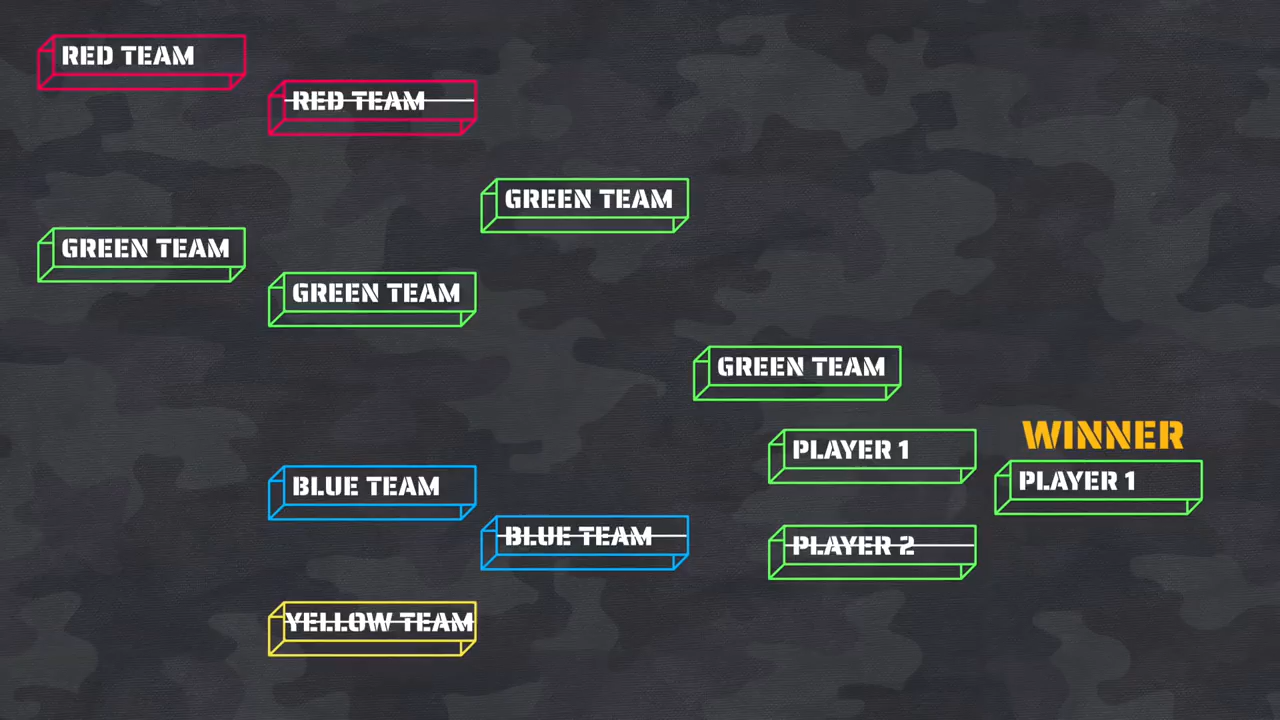 RED TEAM
RED TEAM
GREEN TEAM
GREEN TEAM
GREEN TEAM
GREEN TEAM
PLAYER 1
WINNER
PLAYER 1
BLUE TEAM
BLUE TEAM
PLAYER 2
YELLOW TEAM